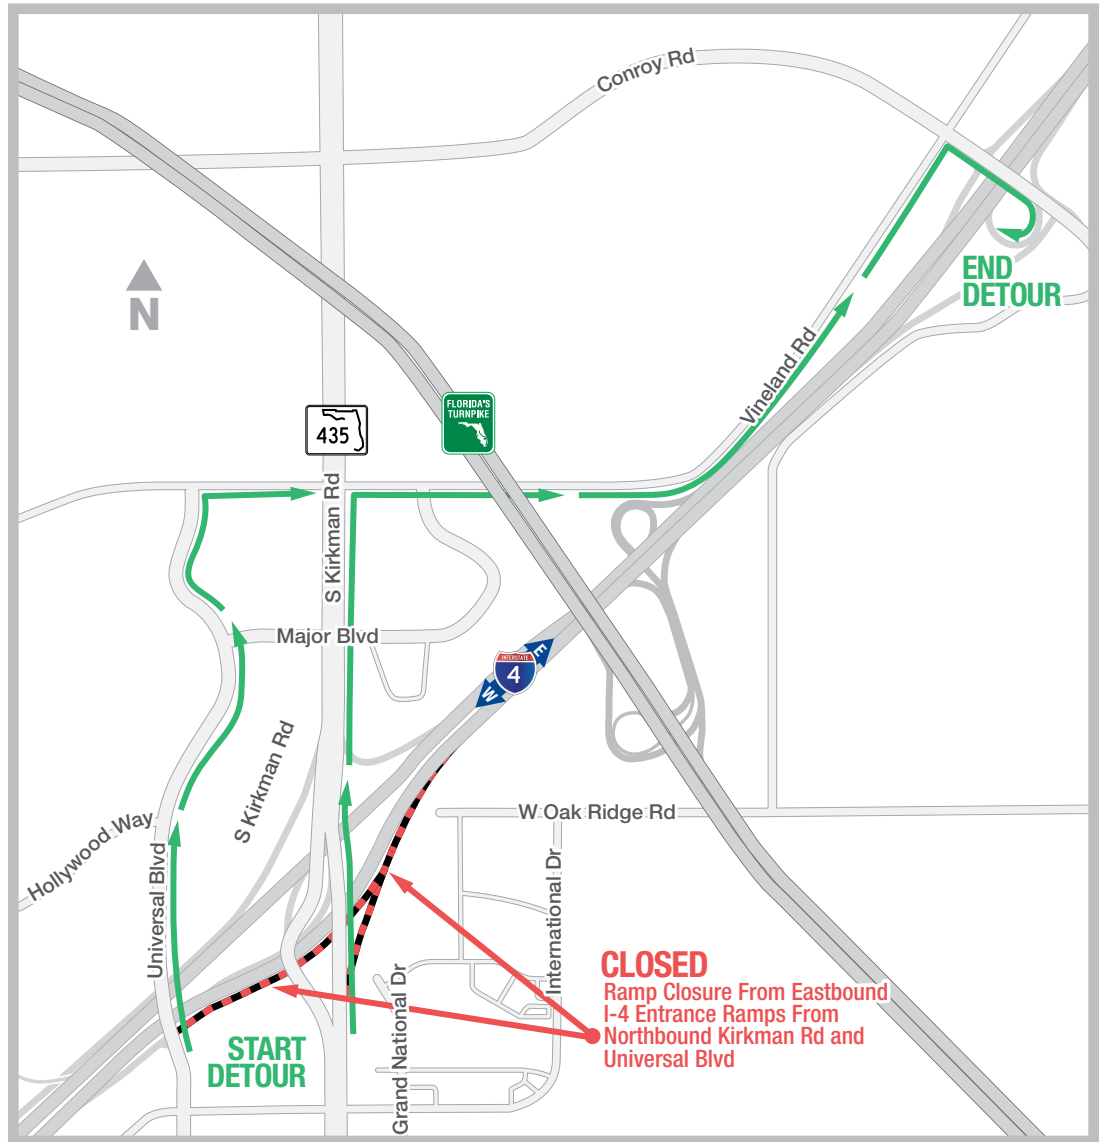 Conroy Rd
N
END
DETOUR
Vineland Rd
FLORIDA'S
TURNPIKE
435
S Kirkman Rd
Major Blvd
E
INTERSTATE
4
W
S Kirkman Rd
Hollywood Way
Universal Blvd
W Oak Ridge Rd
International Dr
Grand National Dr
START
DETOUR
CLOSED
Ramp Closure From Eastbound
I-4 Entrance Ramps From
Northbound Kirkman Rd and
Universal Blvd